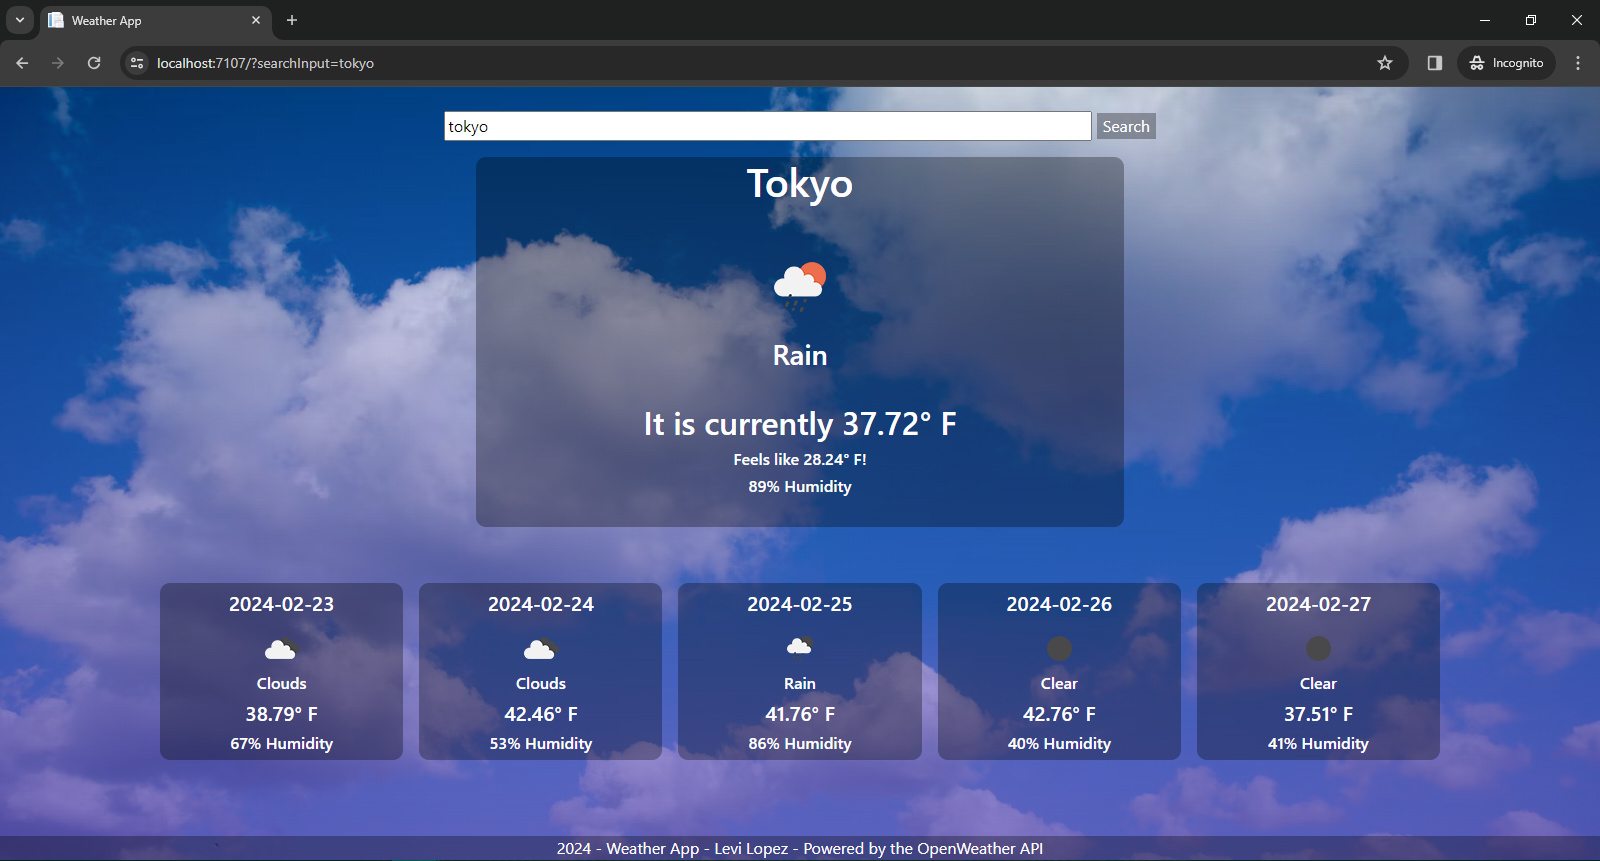 Weather App
localhost:7107/?searchInput=tokyo
Incognito
tokyo
Search
Tokyo
Rain
It is currently 37.72° F
Feels like 28.24° F!
89% Humidity
2024-02-23
Clouds
38.79° F
67% Humidity
2024-02-24
Clouds
42.46° F
53% Humidity
2024-02-25
Rain
41.76° F
86% Humidity
2024-02-26
Clear
42.76° F
40% Humidity
2024-02-27
Clear
37.51° F
41% Humidity
2024 - Weather App - Levi Lopez - Powered by the OpenWeather API